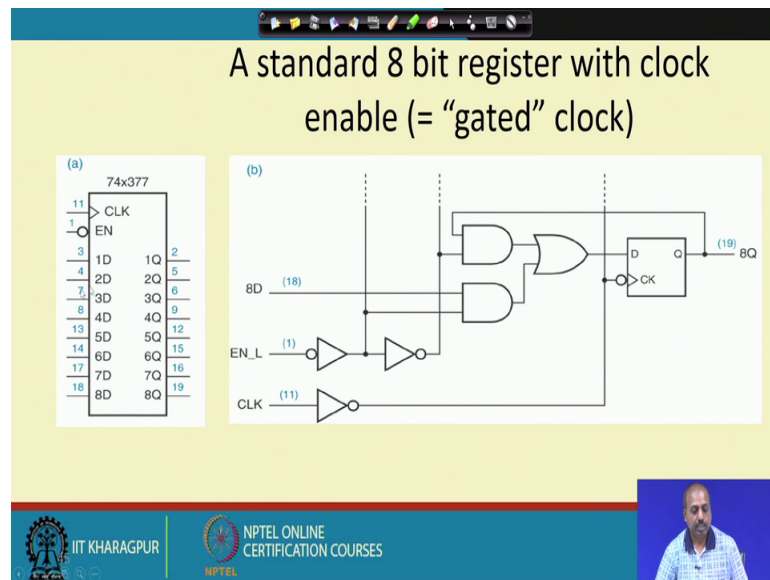 A standard 8 bit register with clock
enable (= “gated” clock)
(a)
74x377
11 CLK
1 EN
3 1D 1Q 2
4 2D 2Q 5
7 3D 3Q 6
8 4D 4Q 9
13 5D 5Q 12
14 6D 6Q 15
17 7D 7Q 16
18 8D 8Q 19
(b)
D Q (19) 8Q
CK
8D (18)
EN_L (1)
CLK (11)
IIT KHARAGPUR
NPTEL
NPTEL ONLINE
CERTIFICATION COURSES